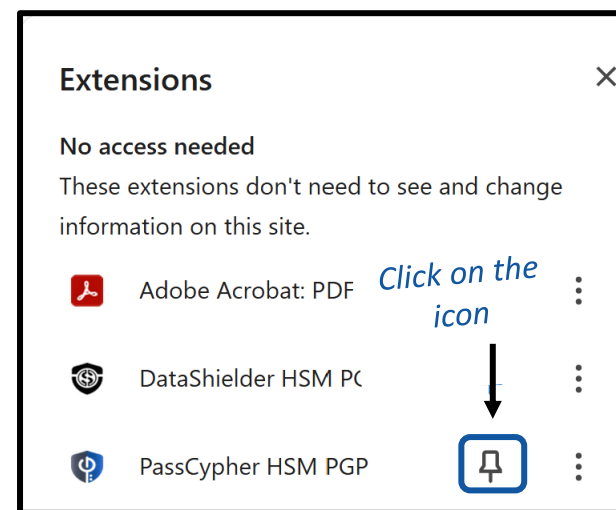 Extensions
No access needed
These extensions don't need to see and change
information on this site.
Adobe Acrobat: PDF
Click on the
icon
DataShielder HSM P
PassCypher HSM PGP